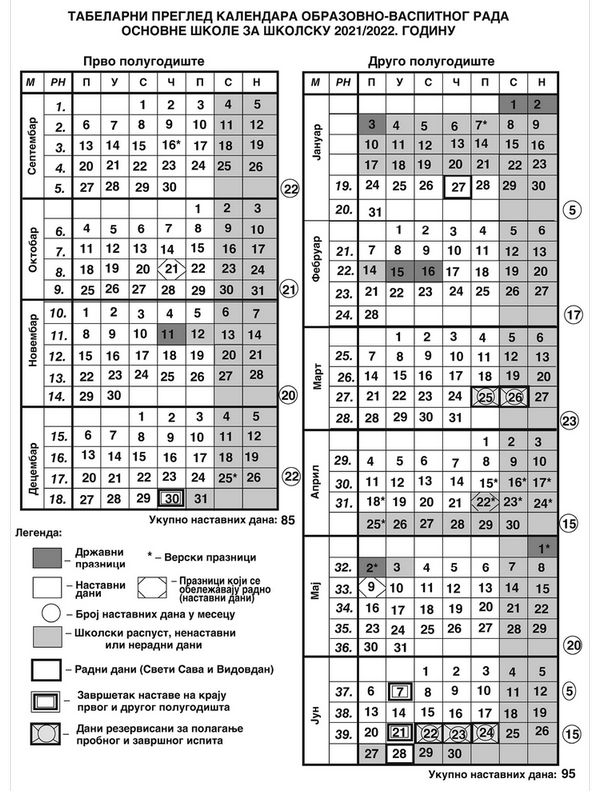 ТАБЕЛАРНИ ПРЕГЛЕД КАЛЕНДАРА ОБРАЗОВНО-ВАСПИТНОГ РАДА
ОСНОВНЕ ШКОЛЕ ЗА ШКОЛСКУ 2021/2022. ГОДИНУ
Прво полугодиште
М РН П У С Ч П С Н
Септембар
1. 1 2 3 4 5
2. 6 7 8 9 10 11 12
3. 13 14 15 16* 17 18 19
4. 20 21 22 23 24 25 26
5. 27 28 29 30 22
Октобар
1 2 3
6. 4 5 6 7 8 9 10
7. 11 12 13 14 15 16 17
8. 18 19 20 21 22 23 24
9. 25 26 27 28 29 30 31 21
Новембар
10. 1 2 3 4 5 6 7
11. 8 9 10 11 12 13 14
12. 15 16 17 18 19 20 21
13. 22 23 24 25 26 27 28
14. 29 30 20
Децембар
1 2 3 4 5
15. 6 7 8 9 10 11 12
16. 13 14 15 16 17 18 19
17. 20 21 22 23 24 25* 26 22
18. 27 28 29 30 31
Укупно наставних дана: 85
Легенда:
Државни празници
* – Верски празници
Наставни дани
– Празници који се обележавају радно (наставни дани)
– Број наставних дана у месецу
– Школски распуст, ненаставни или нерадни дани
– Радни дани (Свети Сава и Видовдан)
Завршетак наставе на крају првог и другог полугодишта
– Дани резервисани за полагање пробног и завршног испита
Друго полугодиште
М РН П У С Ч П С Н
Јануар
1 2
3 4 5 6 7* 8 9
10 11 12 13 14 15 16
17 18 19 20 21 22 23
19. 24 25 26 27 28 29 30
20. 31 5
Фебруар
1 2 3 4 5 6
21. 7 8 9 10 11 12 13
22. 14 15 16 17 18 19 20
23. 21 22 23 24 25 26 27
24. 28 17
Март
1 2 3 4 5 6
25. 7 8 9 10 11 12 13
26. 14 15 16 17 18 19 20
27. 21 22 23 24 25 26 27
28. 28 29 30 31 23
Април
1 2 3
29. 4 5 6 7 8 9 10
30. 11 12 13 14 15* 16* 17*
31. 18* 19 20 21 22* 23* 24*
25* 26 27 28 29 30 15
Мај
1*
32. 2* 3 4 5 6 7 8
33. 9 10 11 12 13 14 15
34. 16 17 18 19 20 21 22
35. 23 24 25 26 27 28 29
36. 30 31 20
Јун
1 2 3 4 5
37. 6 7 8 9 10 11 12 5
38. 13 14 15 16 17 18 19
39. 20 21 22 23 24 25 26 15
27 28 29 30
Укупно наставних дана: 95